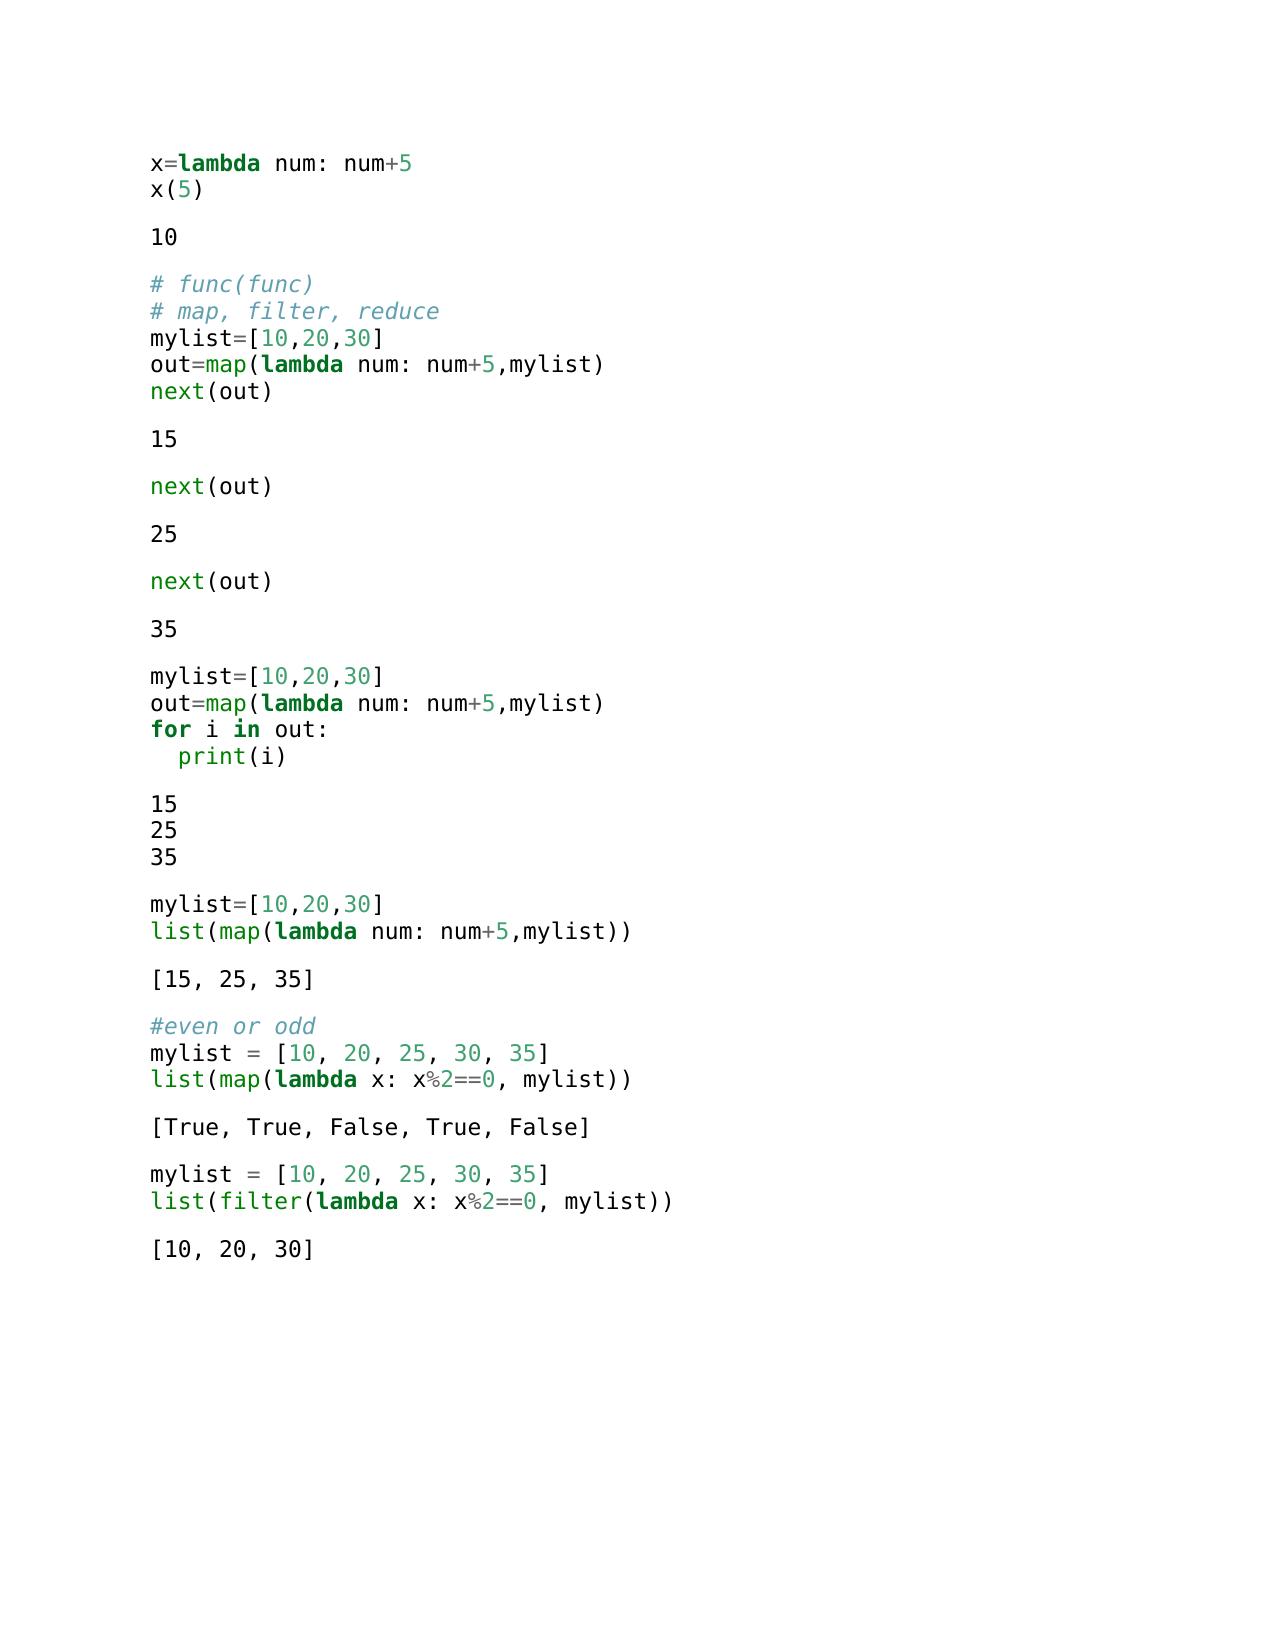 x=lambda num: num+5
x(5)
10
# func(func)
# map, filter, reduce
mylist=[10,20,30]
out=map(lambda num: num+5,mylist)
next(out)
15
next(out)
25
next(out)
35
mylist=[10,20,30]
out=map(lambda num: num+5,mylist)
for i in out:
  print(i)
15
25
35
mylist=[10,20,30]
list(map(lambda num: num+5,mylist))
[15, 25, 35]
#even or odd
mylist = [10, 20, 25, 30, 35]
list(map(lambda x: x%2==0, mylist))
[True, True, False, True, False]
mylist = [10, 20, 25, 30, 35]
list(filter(lambda x: x%2==0, mylist))
[10, 20, 30]